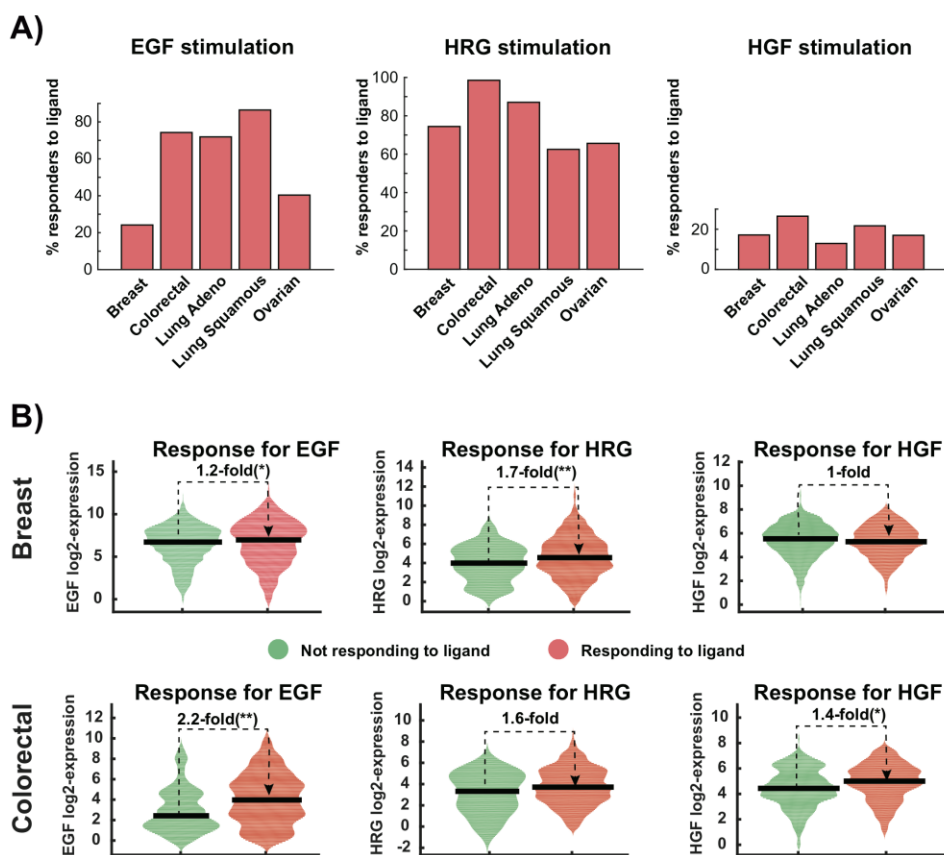 A)
EGF stimulation
HRG stimulation
HGF stimulation
% responders to ligand
80
60
40
20
0
Breast
Colorectal
Lung Adeno
Lung Squamous
Ovarian
% responders to ligand
100
80
60
40
20
0
Breast
Colorectal
Lung Adeno
Lung Squamous
Ovarian
% responders to ligand
20
0
Breast
Colorectal
Lung Adeno
Lung Squamous
Ovarian
B)
Breast
Response for EGF
1.2-fold(*)
EGF log2-expression
15
10
5
0
Response for HRG
1.7-fold(**)
HRG log2-expression
14
12
10
8
6
4
2
0
Response for HGF
1-fold
HGF log2-expression
12
10
8
6
4
2
0
Not responding to ligand
Responding to ligand
Colorectal
Response for EGF
2.2-fold(**)
EGF log2-expression
12
10
8
6
4
2
0
Response for HRG
1.6-fold
HRG log2-expression
10
8
6
4
2
0
-2
Response for HGF
1.4-fold(*)
HGF log2-expression
10
8
6
4
2
0